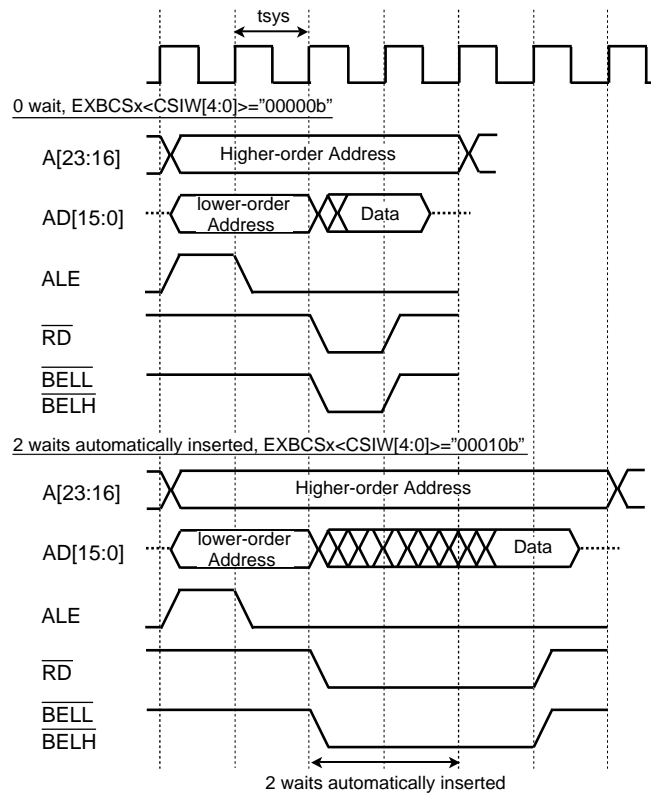 tsys
0 wait, EXBCSx<CSIW[4:0]>="00000b"
A[23:16]
Higher-order Address
AD[15:0]
lower-order
Address
Data
ALE
RD
BELL
BELH
2 waits automatically inserted, EXBCSx<CSIW[4:0]>="00010b"
A[23:16]
Higher-order Address
AD[15:0]
lower-order
Address
Data
ALE
RD
BELL
BELH
2 waits automatically inserted